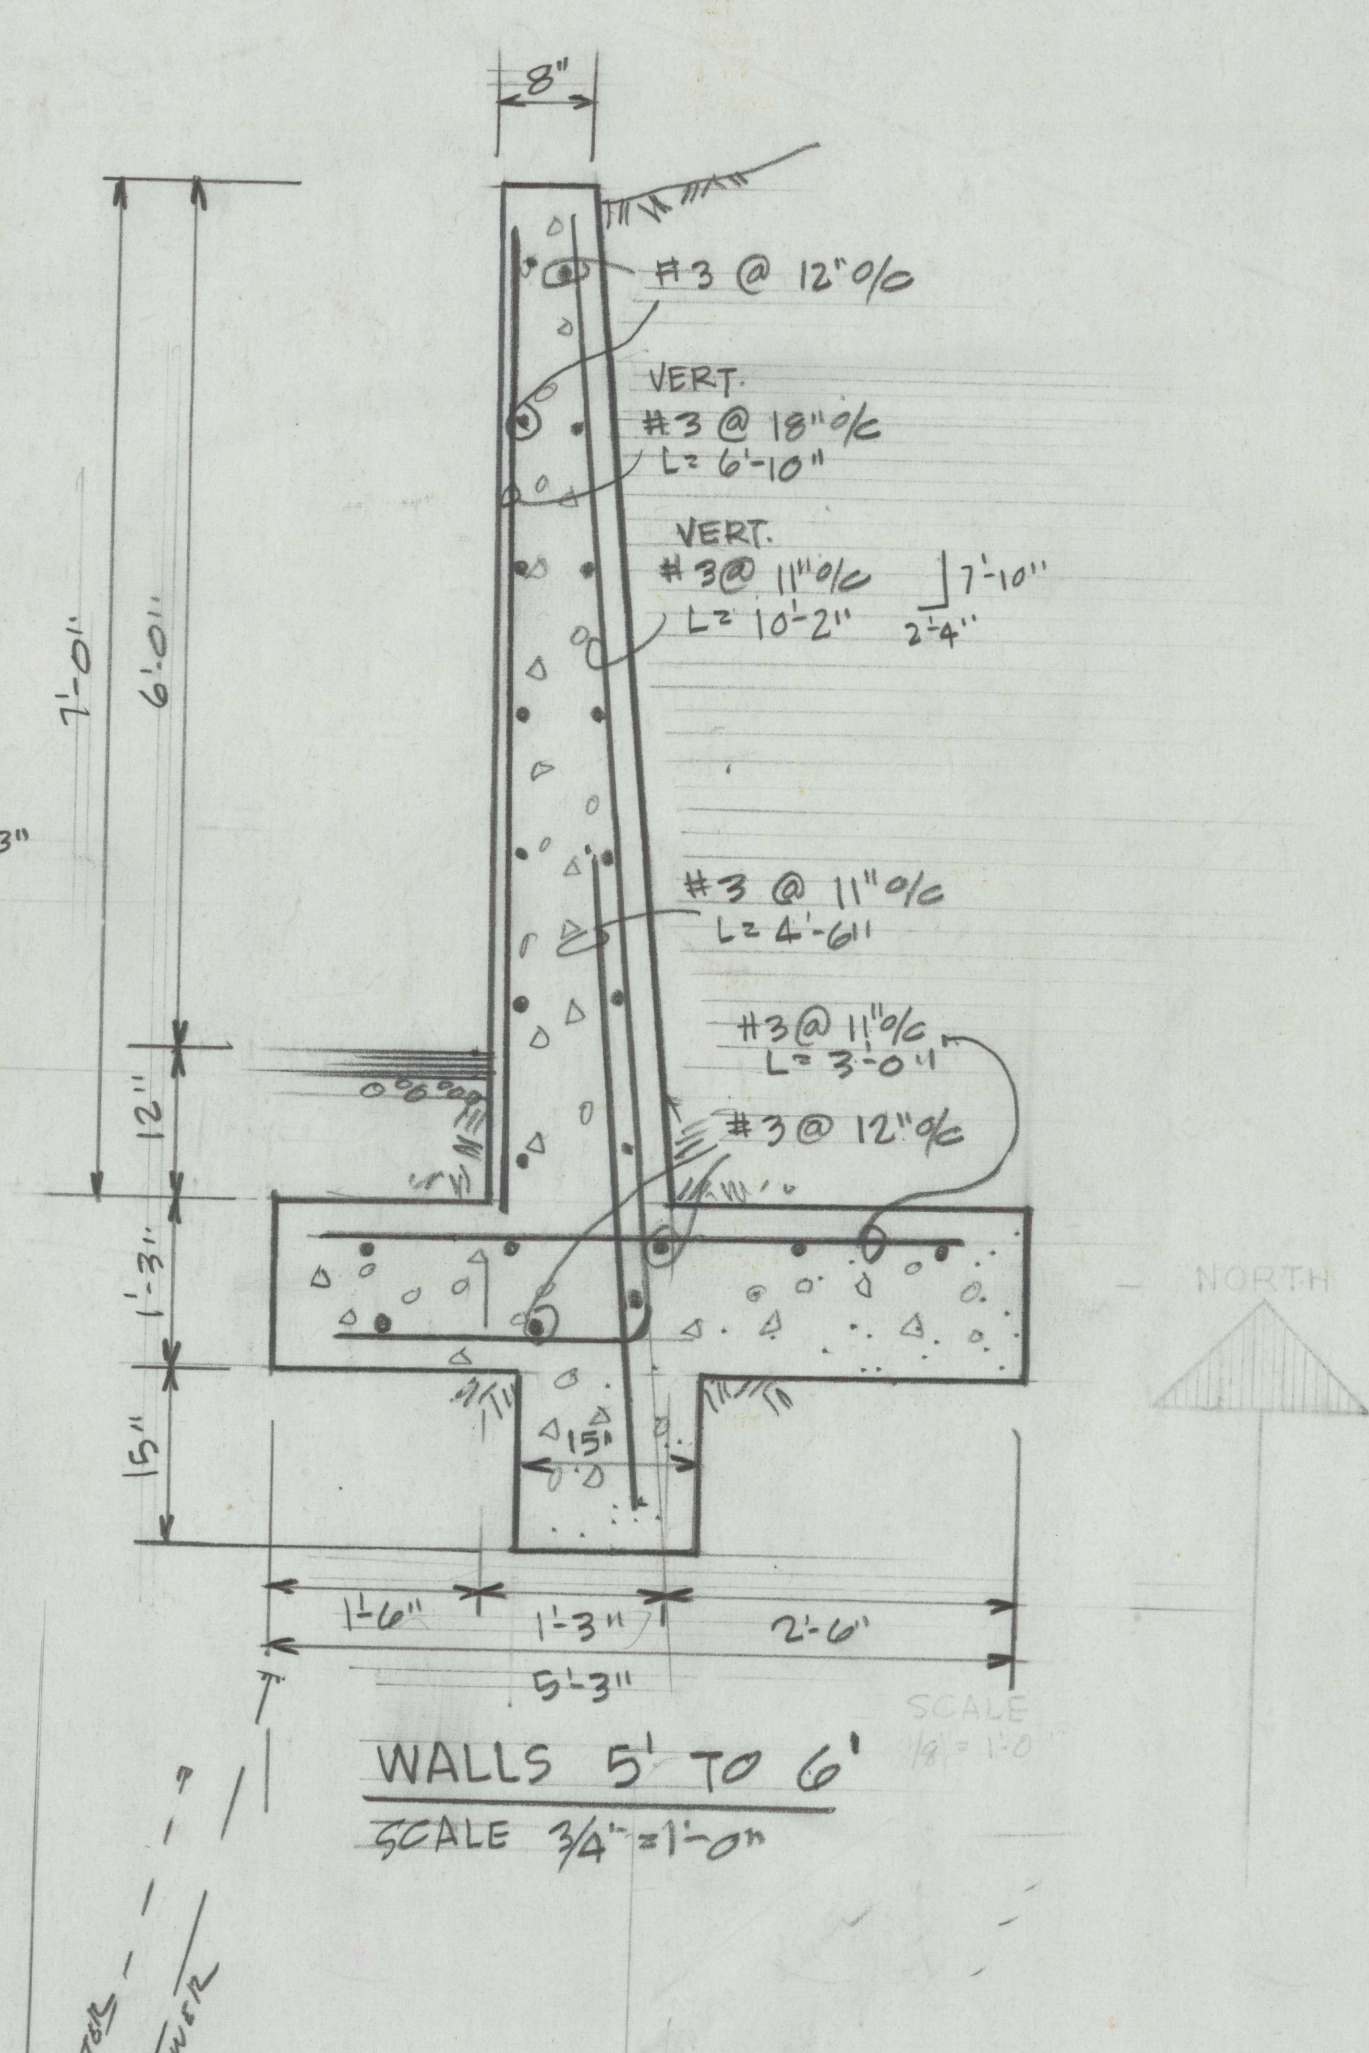 8"
#3 @ 12" O/C
VERT.
#3 @ 18" O/C
L= 6'-10"
VERT.
#3 @ 11" O/C
L= 10'-2"
7'-10"
2'-4"
7'-0"
6'-0"
3"
#3 @ 11" O/C
L= 4'-6"
#3 @ 11" O/C
L= 3'-0"
#3 @ 12" O/C
12"
1'-3"
15"
15"
NORTH
1'-6"
1'-3"
2'-6"
5'-3"
SCALE
1/8" = 1'-0
WALLS 5' TO 6'
SCALE 3/4" = 1'-0"